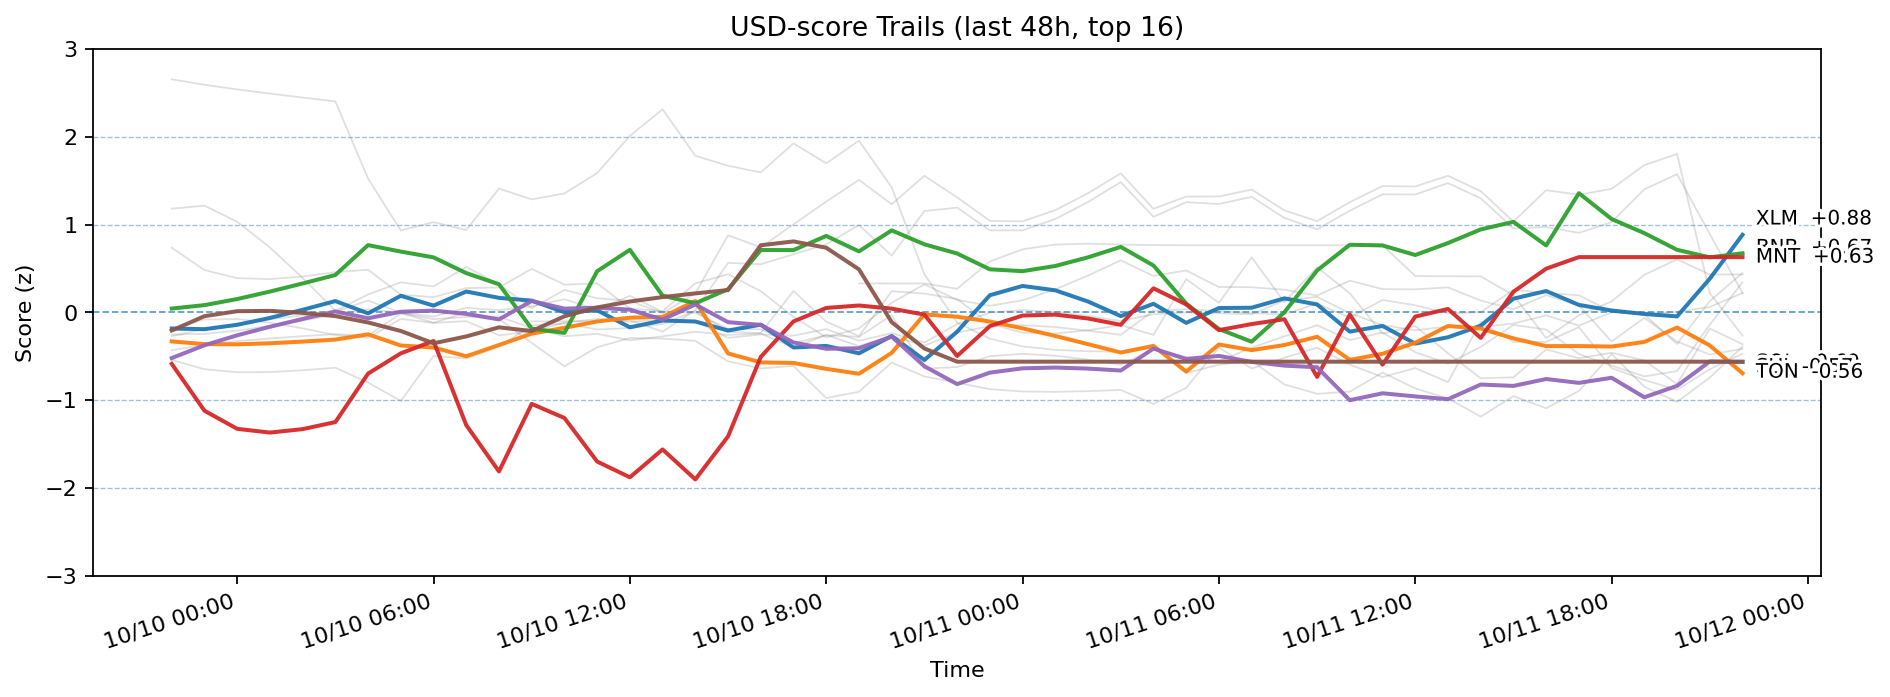 USD-score Trails (last 48h, top 16)
Score (z)
3
2
1
0
−1
−2
−3
XLM +0.88
BNB +0.67
MNT +0.63
TON -0.56
10/10 00:00
10/10 06:00
10/10 12:00
10/10 18:00
10/11 00:00
10/11 06:00
10/11 12:00
10/11 18:00
10/12 00:00
Time